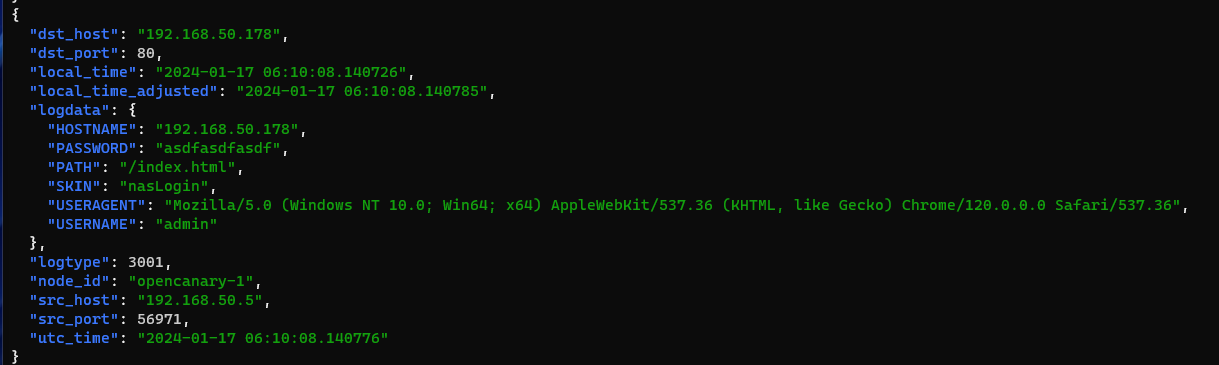 {
  "dst_host": "192.168.50.178",
  "dst_port": 80,
  "local_time": "2024-01-17 06:10:08.140726",
  "local_time_adjusted": "2024-01-17 06:10:08.140785",
  "logdata": {
    "HOSTNAME": "192.168.50.178",
    "PASSWORD": "asdfasdfasdf",
    "PATH": "/index.html",
    "SKIN": "nasLogin",
    "USERAGENT": "Mozilla/5.0 (Windows NT 10.0; Win64; x64) AppleWebKit/537.36 (KHTML, like Gecko) Chrome/120.0.0.0 Safari/537.36",
    "USERNAME": "admin"
  },
  "logtype": 3001,
  "node_id": "opencanary-1",
  "src_host": "192.168.50.5",
  "src_port": 56971,
  "utc_time": "2024-01-17 06:10:08.140776"
}